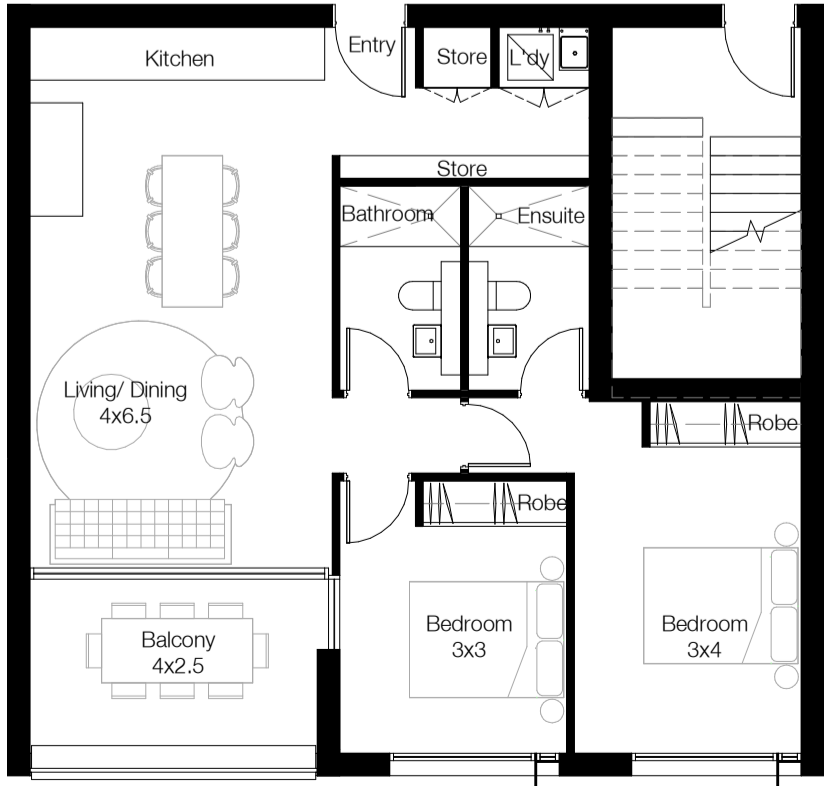 Entry
Kitchen
Store
L'dy
Store
Bathroom
Ensuite
Living/ Dining
4x6.5
Robe
Robe
Bedroom
3x3
Bedroom
3x4
Balcony
4x2.5